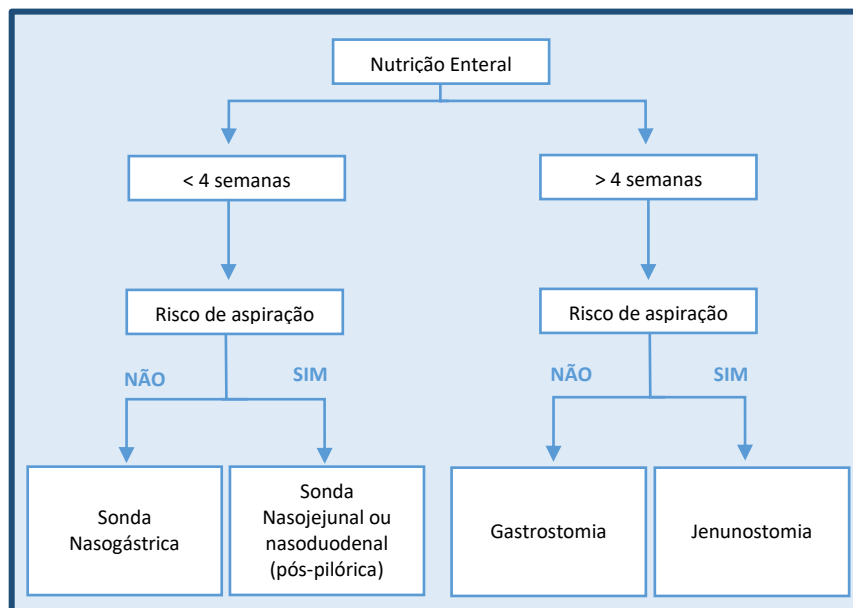 Nutrição Enteral
< 4 semanas
> 4 semanas
Risco de aspiração
Risco de aspiração
NÃO
SIM
NÃO
SIM
Sonda
Nasogástrica
Sonda
Nasojejunal ou
nasoduodenal
(pós-pilórica)
Gastrostomia
Jenunostomia